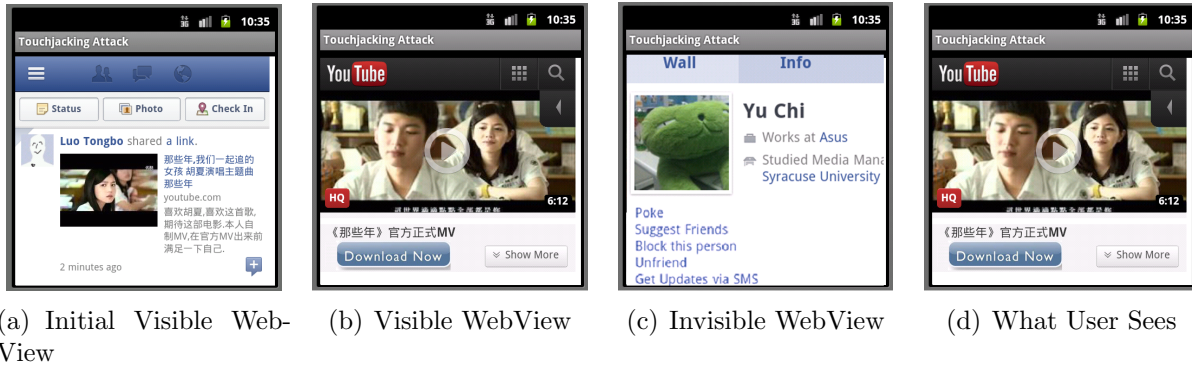 3G 10:35
Touchjacking Attack
Status Photo Check In
Luo Tongbo shared a link.
那些年,我们一起追的
女孩 胡夏演唱主题曲
那些年
youtube.com
喜欢胡夏,喜欢这首歌,
期待这部电影.本人自
制MV,在官方MV出来前
满足一下自己.
2 minutes ago
(a) Initial Visible Web-
View
3G 10:35
Touchjacking Attack
YouTube
HQ 6:12
《那些年》官方正式MV
Download Now Show More
(b) Visible WebView
3G 10:35
Touchjacking Attack
Wall Info
Yu Chi
Works at Asus
Studied Media Mana
Syracuse University
Poke
Suggest Friends
Block this person
Unfriend
Get Updates via SMS
(c) Invisible WebView
3G 10:35
Touchjacking Attack
YouTube
HQ 6:12
《那些年》官方正式MV
Download Now Show More
(d) What User Sees